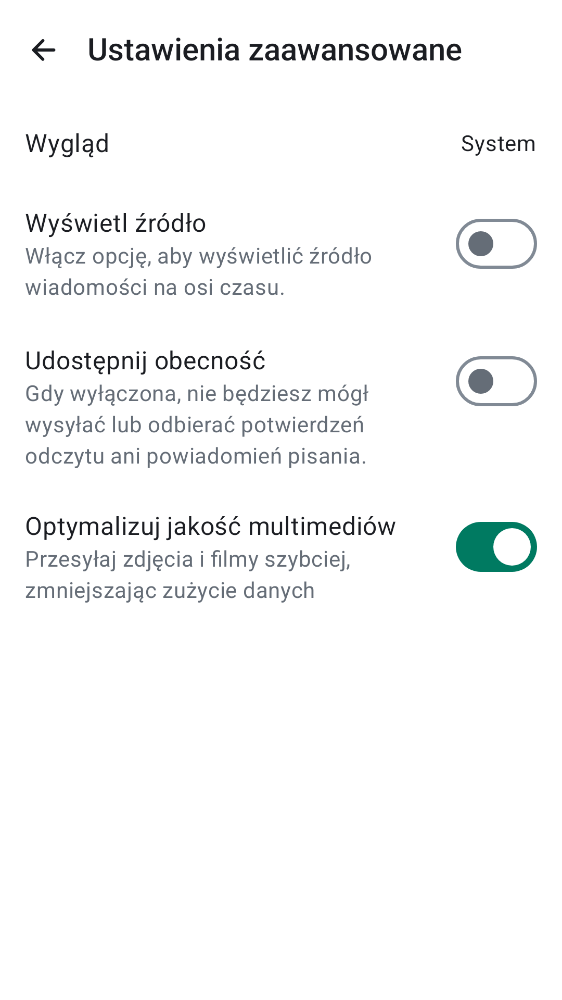 Ustawienia zaawansowane
Wygląd
System
Wyświetl źródło
Włącz opcję, aby wyświetlić źródło
wiadomości na osi czasu.
Udostępnij obecność
Gdy wyłączona, nie będziesz mógł
wysyłać lub odbierać potwierdzeń
odczytu ani powiadomień pisania.
Optymalizuj jakość multimediów
Przesyłaj zdjęcia i filmy szybciej,
zmniejszając zużycie danych